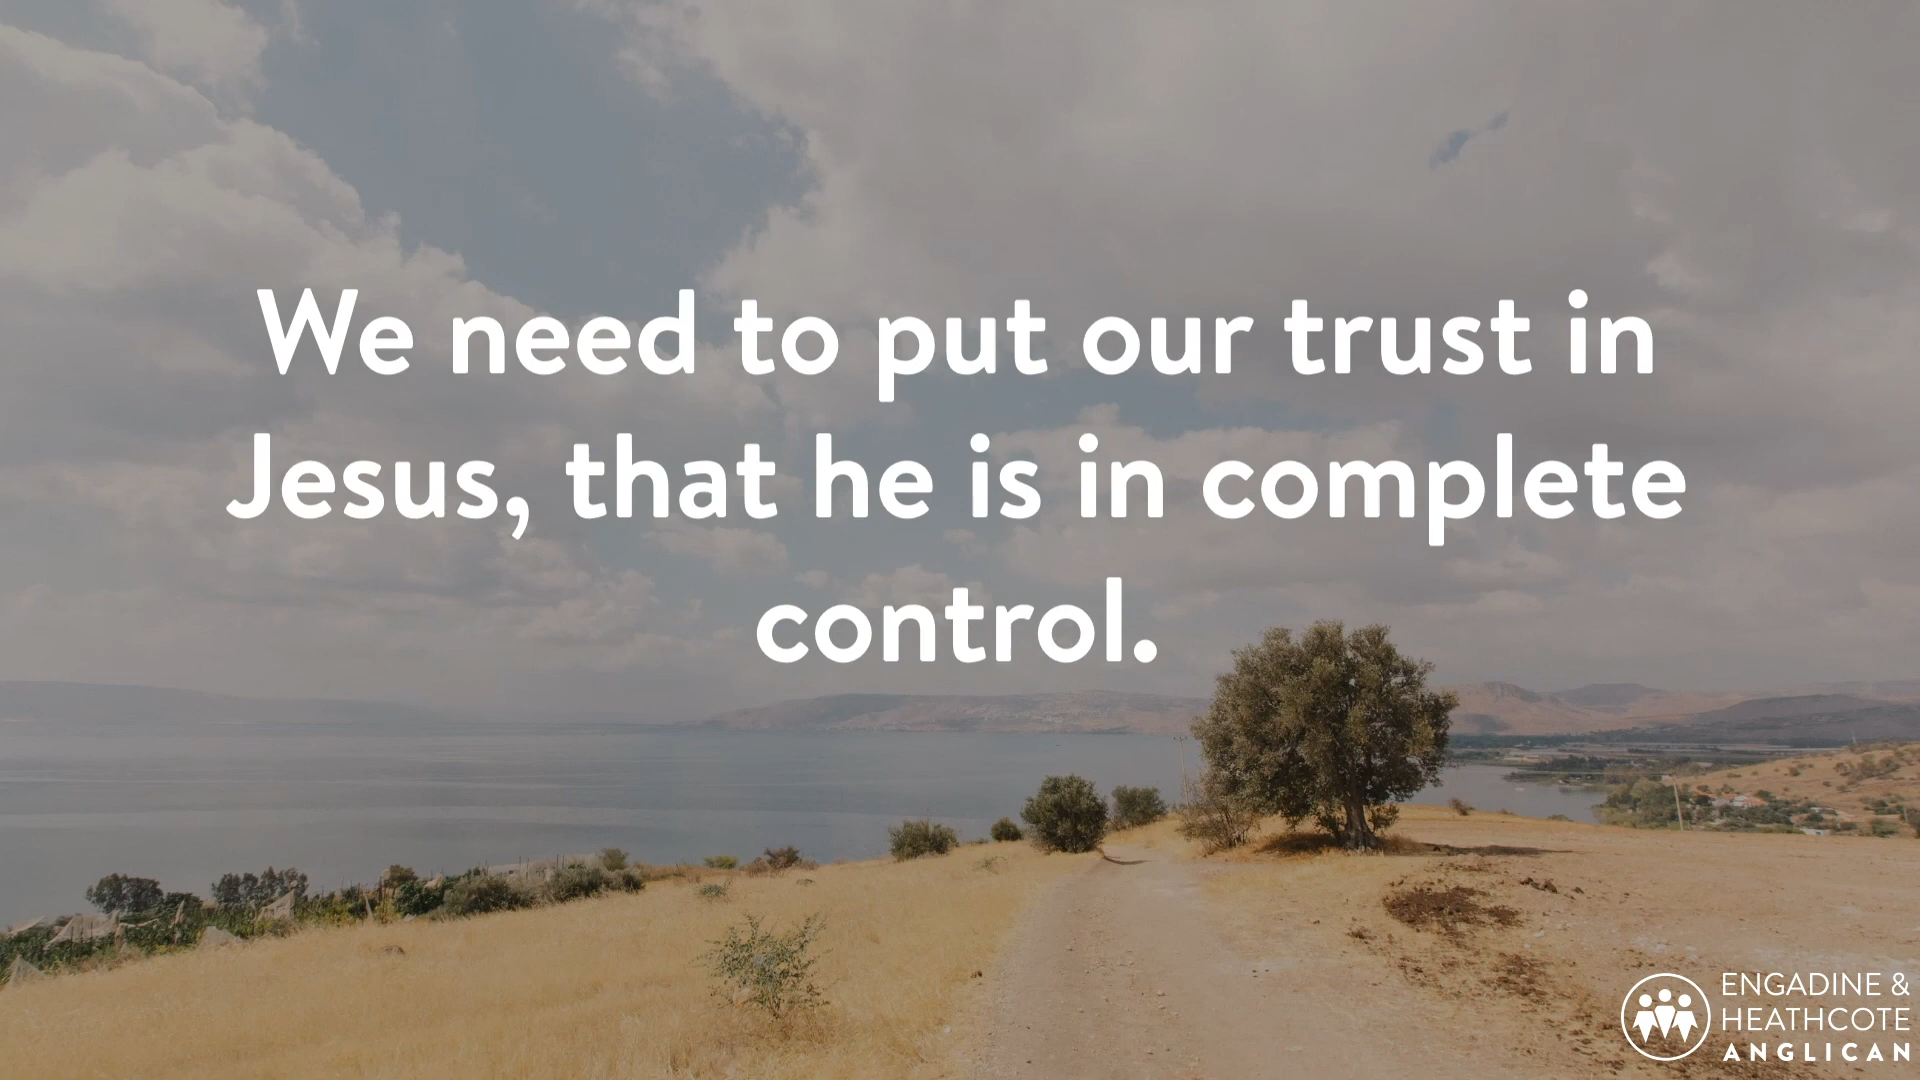 We need to put our trust in
Jesus, that he is in complete
control.
ENGADINE &
HEATHCOTE
ANGLICAN